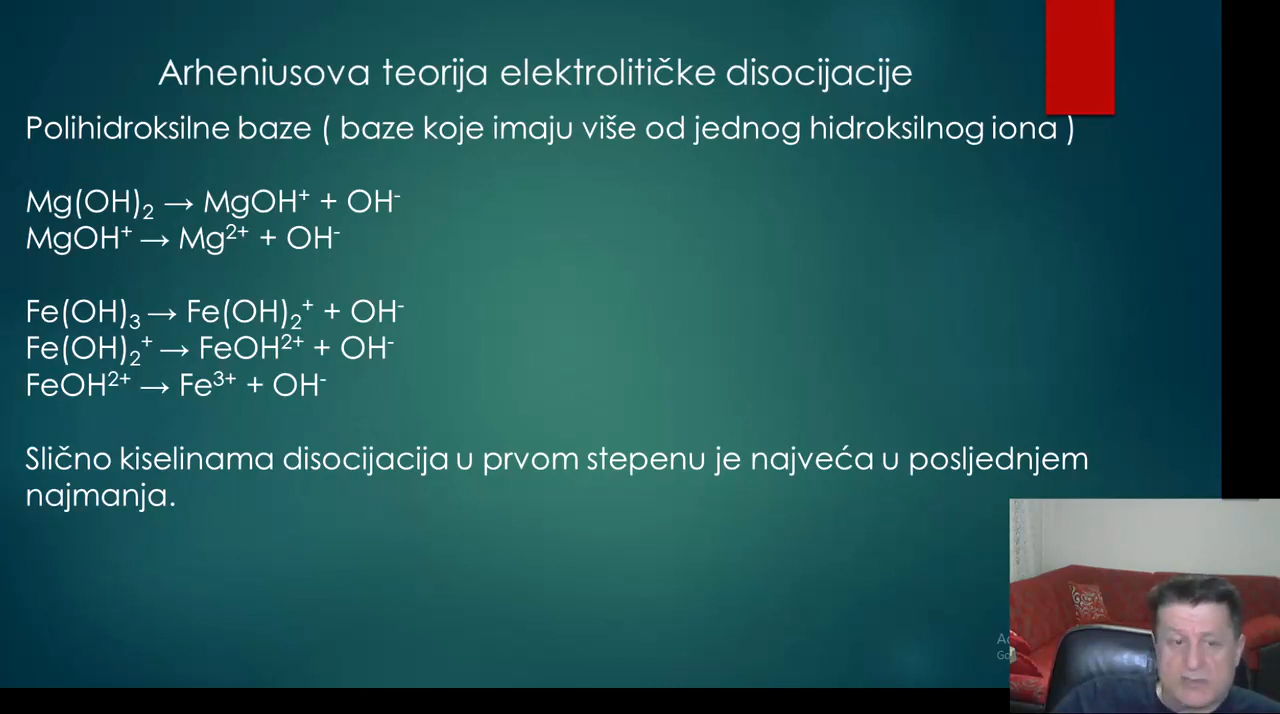 Arheniusova teorija elektrolitičke disocijacije
Polihidroksilne baze ( baze koje imaju više od jednog hidroksilnog iona )
Mg(OH)₂ → MgOH⁺ + OH⁻
MgOH⁺ → Mg²⁺ + OH⁻
Fe(OH)₃ → Fe(OH)₂⁺ + OH⁻
Fe(OH)₂⁺ → FeOH²⁺ + OH⁻
FeOH²⁺ → Fe³⁺ + OH⁻
Slično kiselinama disocijacija u prvom stepenu je najveća u posljednjem
najmanja.